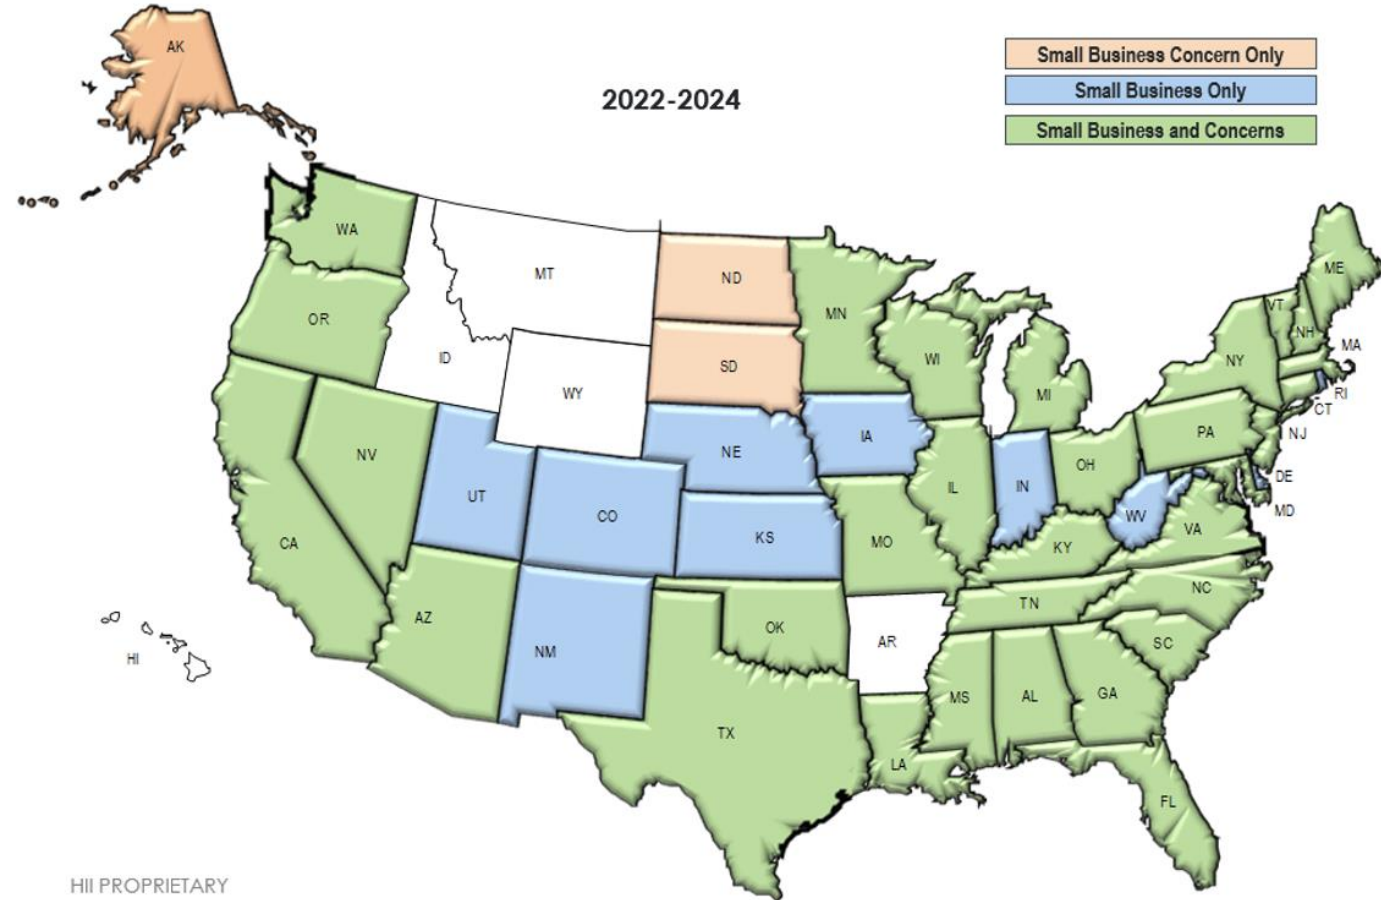 AK
2022-2024
Small Business Concern Only
Small Business Only
Small Business and Concerns
WA
MT
ND
MN
OR
ID
WY
SD
WI
MI
NY
VT
NH
ME
MA
RI
CT
NJ
PA
NV
UT
CO
NE
IA
IL
IN
OH
DE
MD
WV
VA
CA
KS
MO
KY
AZ
NM
OK
AR
TN
NC
SC
HI
TX
LA
MS
AL
GA
FL
HII PROPRIETARY